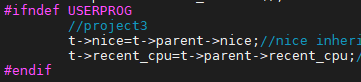 #ifndef USERPROG
//project3
t->nice=t->parent->nice;//nice inheri
t->recent_cpu=t->parent->recent_cpu;/
#endif